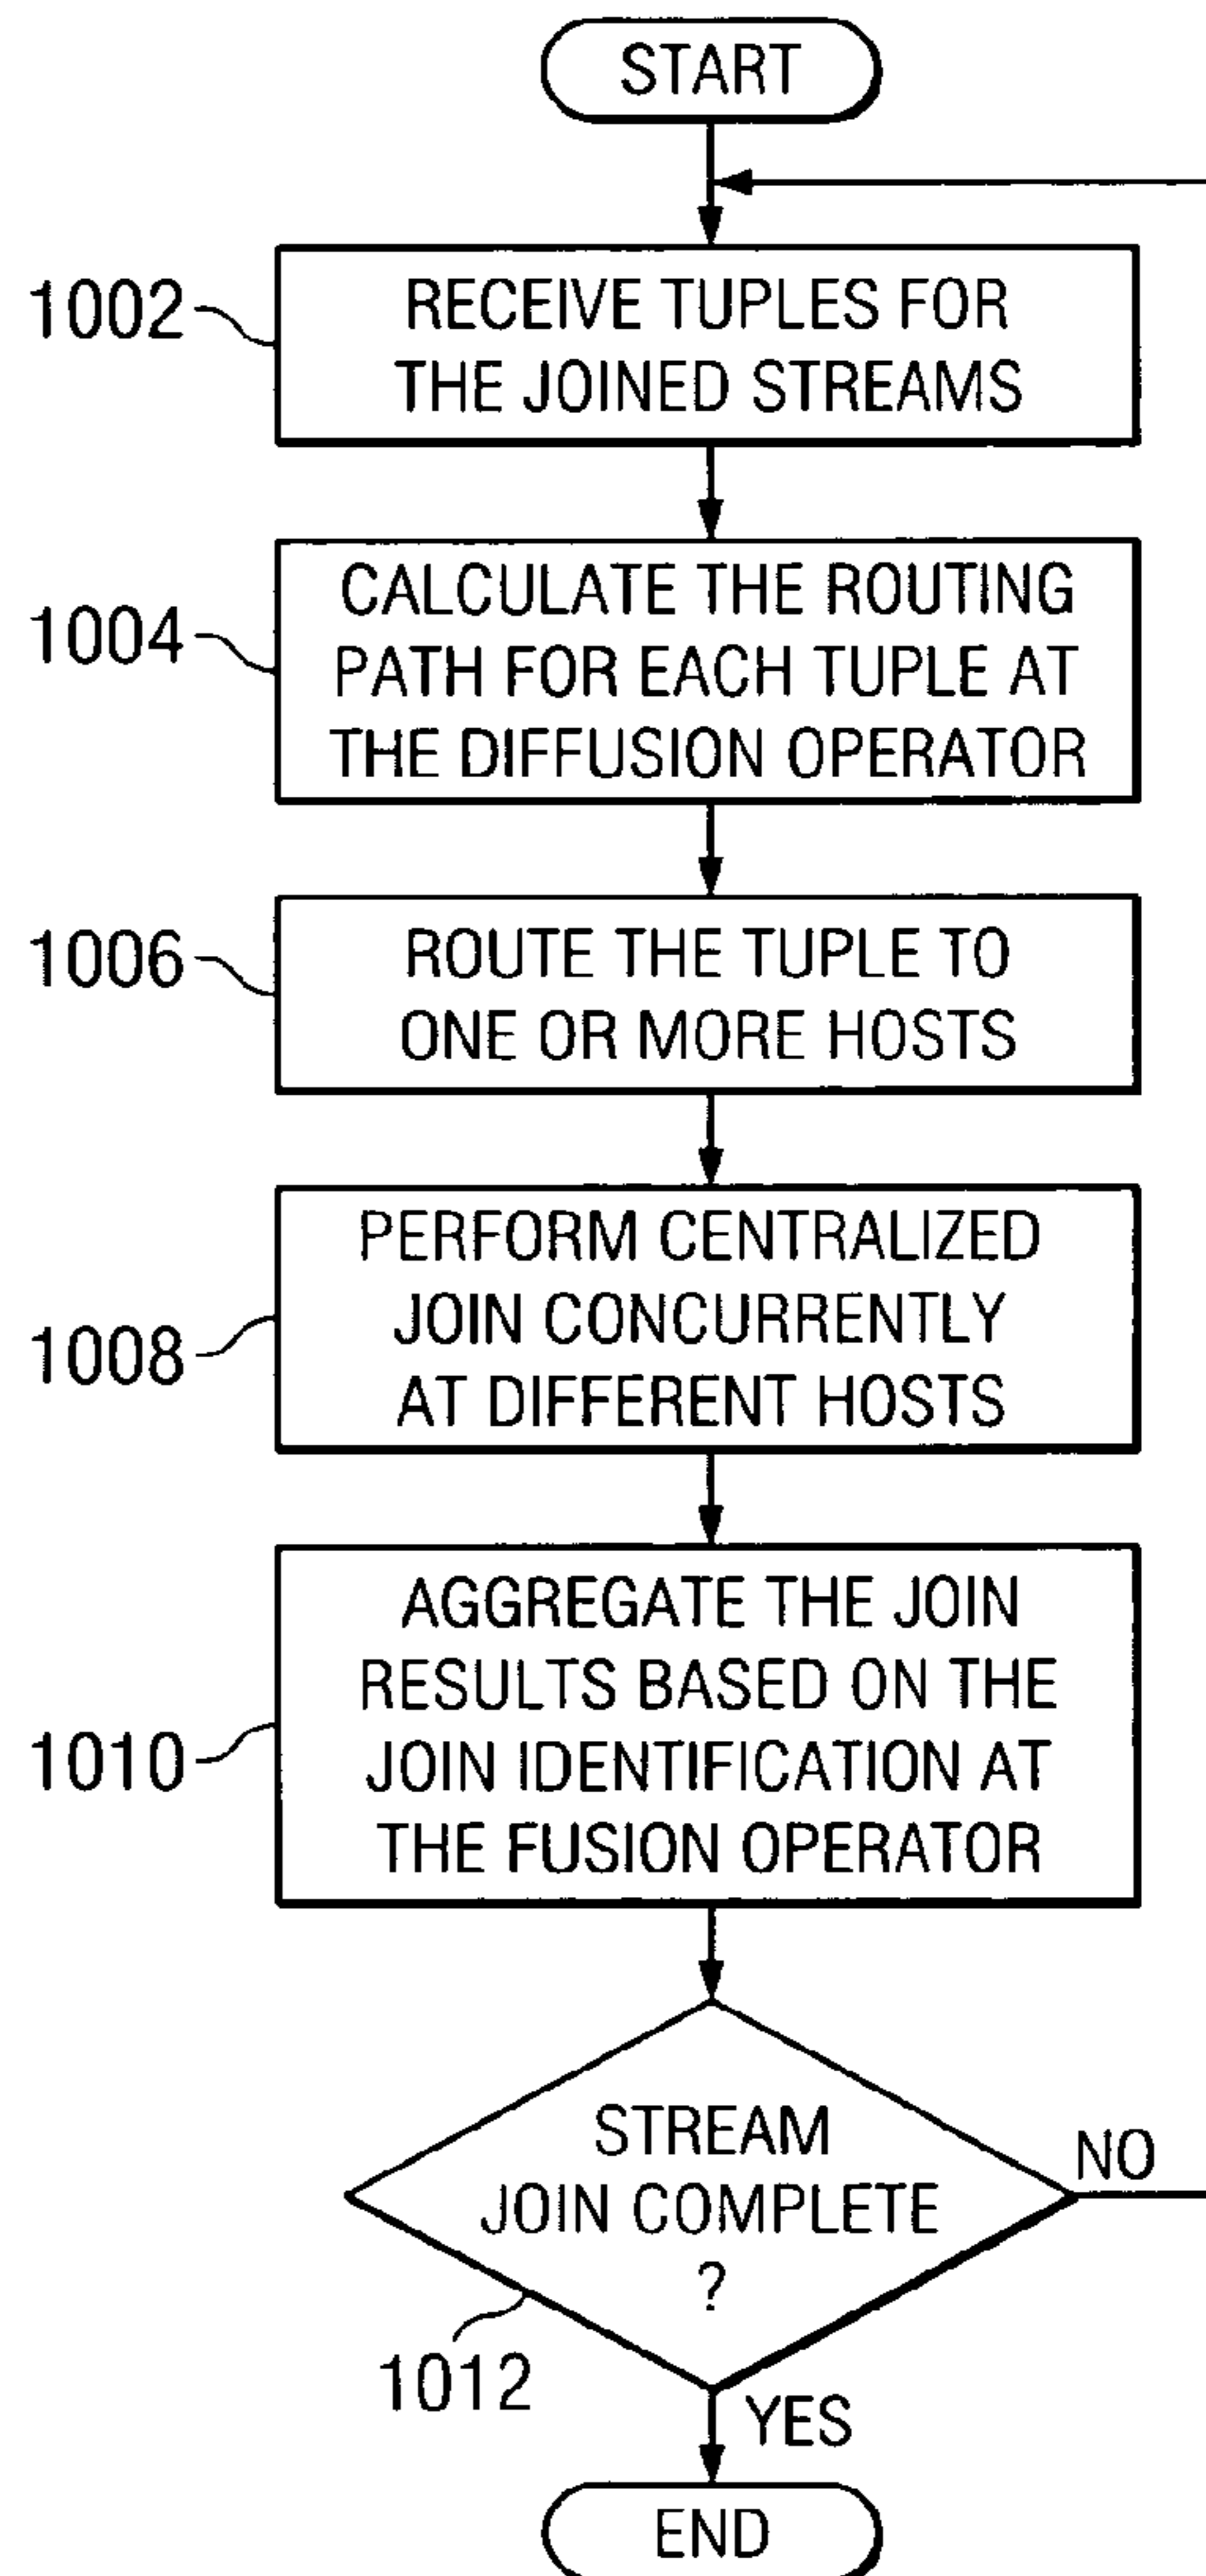 START
1002
RECEIVE TUPLES FOR
THE JOINED STREAMS
1004
CALCULATE THE ROUTING
PATH FOR EACH TUPLE AT
THE DIFFUSION OPERATOR
1006
ROUTE THE TUPLE TO
ONE OR MORE HOSTS
1008
PERFORM CENTRALIZED
JOIN CONCURRENTLY
AT DIFFERENT HOSTS
1010
AGGREGATE THE JOIN
RESULTS BASED ON THE
JOIN IDENTIFICATION AT
THE FUSION OPERATOR
STREAM
JOIN COMPLETE
?
NO
1012
YES
END